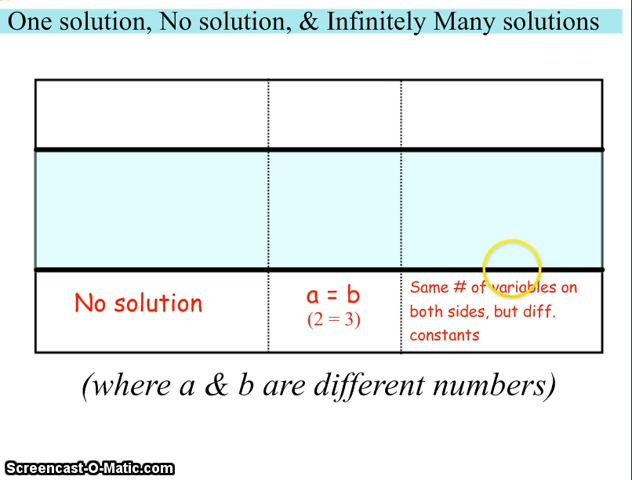 One solution, No solution, & Infinitely Many solutions
No solution
a = b
(2 = 3)
Same # of variables on
both sides, but diff.
constants
(where a & b are different numbers)
Screencast-O-Matic.com